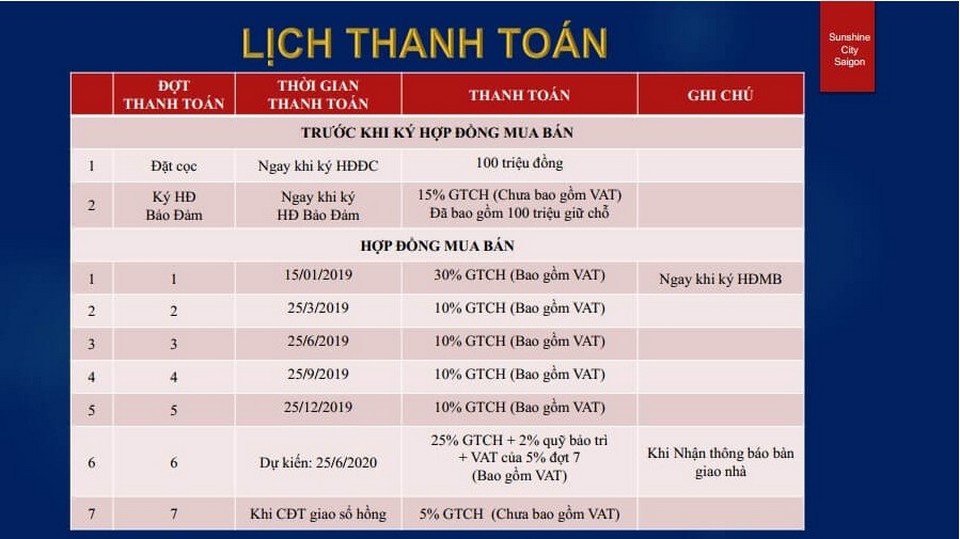 LỊCH THANH TOÁN
Sunshine
City
Saigon
ĐỢT
THANH TOÁN
THỜI GIAN
THANH TOÁN
THANH TOÁN
GHI CHÚ
TRƯỚC KHI KÝ HỢP ĐỒNG MUA BÁN
1 Đặt cọc Ngay khi ký HĐĐC 100 triệu đồng
2
Ký HĐ
Bảo Đảm
Ngay khi ký
HĐ Bảo Đảm
15% GTCH (Chưa bao gồm VAT)
Đã bao gồm 100 triệu giữ chỗ
HỢP ĐỒNG MUA BÁN
1 1 15/01/2019 30% GTCH (Bao gồm VAT) Ngay khi ký HĐMB
2 2 25/3/2019 10% GTCH (Bao gồm VAT)
3 3 25/6/2019 10% GTCH (Bao gồm VAT)
4 4 25/9/2019 10% GTCH (Bao gồm VAT)
5 5 25/12/2019 10% GTCH (Bao gồm VAT)
6 6 Dự kiến: 25/6/2020
25% GTCH + 2% quỹ bảo trì
+ VAT của 5% đợt 7
(Bao gồm VAT)
Khi Nhận thông báo bàn
giao nhà
7 7 Khi CĐT giao sổ hồng 5% GTCH (Chưa bao gồm VAT)